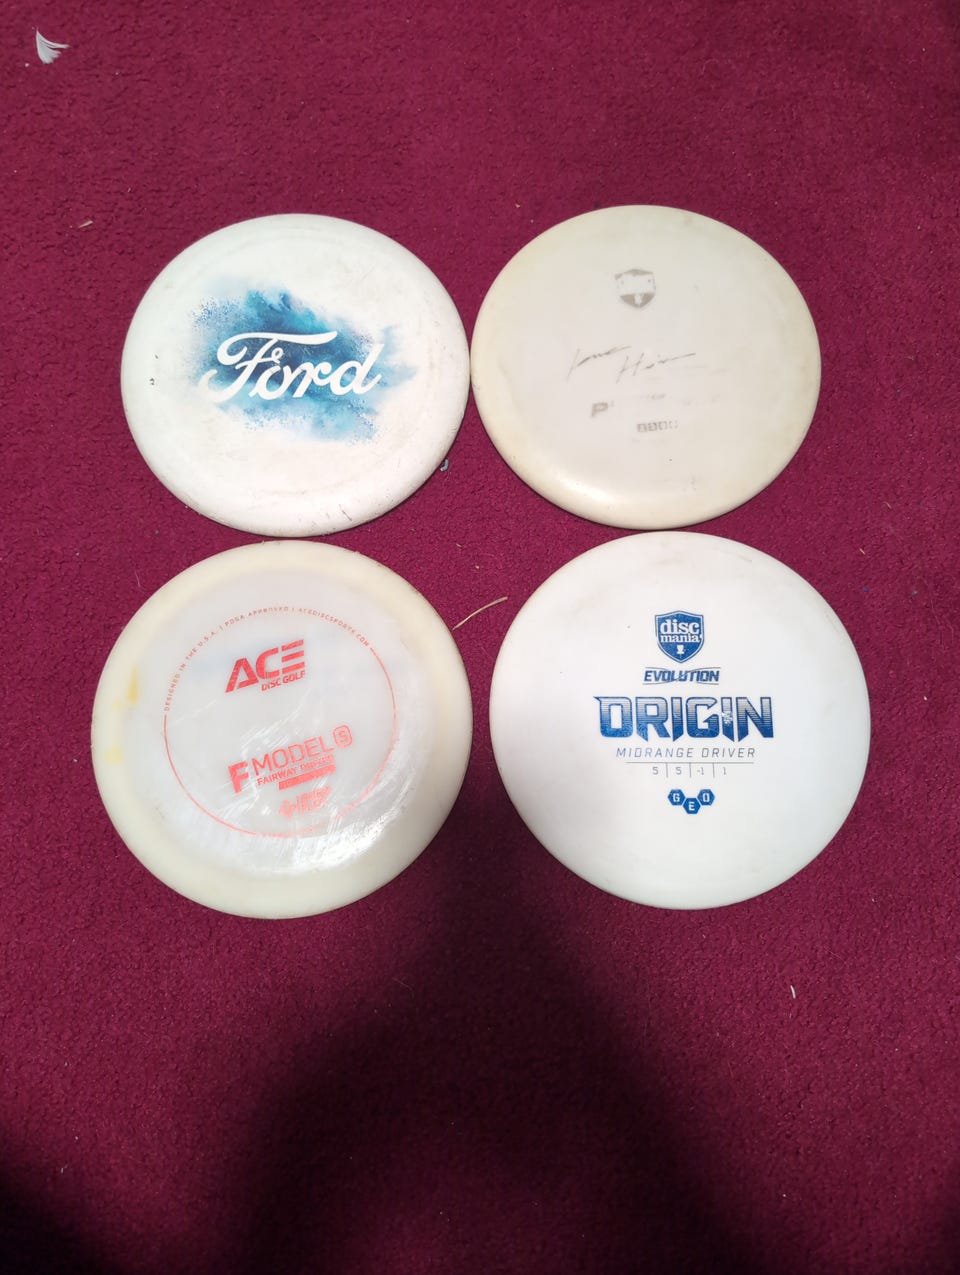 Ford
DESIGNED IN THE U.S.A. | PDGA APPROVED | ACEDISCSPORTS.COM
ACE
DISC GOLF
F MODEL S
FAIRWAY DRIVER
disc
mania
EVOLUTION
ORIGIN
MIDRANGE DRIVER
5 | 5 | -1 | 1
GEO